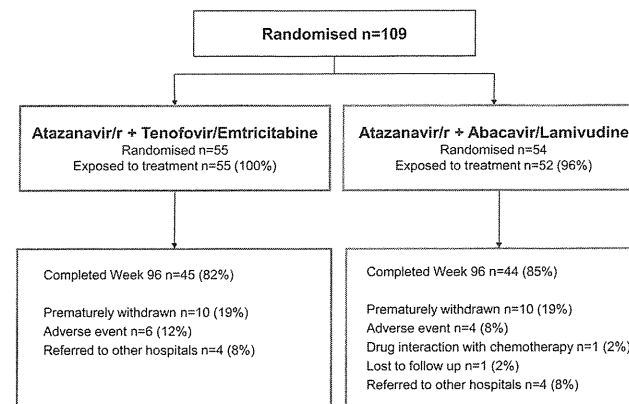 Randomised n=109
Atazanavir/r + Tenofovir/Emtricitabine
Randomised n=55
Exposed to treatment n=55 (100%)
Atazanavir/r + Abacavir/Lamivudine
Randomised n=54
Exposed to treatment n=52 (96%)
Completed Week 96 n=45 (82%)
Prematurely withdrawn n=10 (19%)
Adverse event n=6 (12%)
Referred to other hospitals n=4 (8%)
Completed Week 96 n=44 (85%)
Prematurely withdrawn n=10 (19%)
Adverse event n=4 (8%)
Drug interaction with chemotherapy n=1 (2%)
Lost to follow up n=1 (2%)
Referred to other hospitals n=4 (8%)